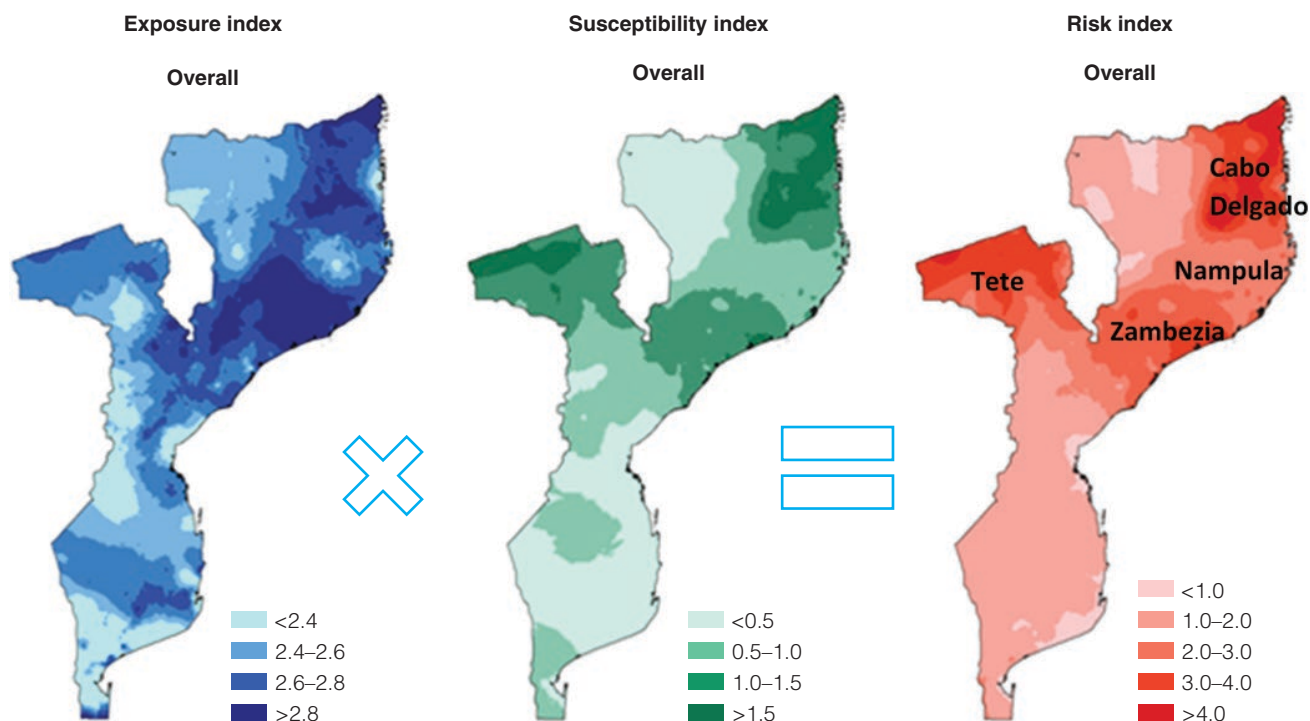 Exposure index
Overall
Susceptibility index
Overall
Risk index
Overall
Cabo
Delgado
Nampula
Tete
Zambezia
<2.4
2.4–2.6
2.6–2.8
>2.8
<0.5
0.5–1.0
1.0–1.5
>1.5
<1.0
1.0–2.0
2.0–3.0
3.0–4.0
>4.0